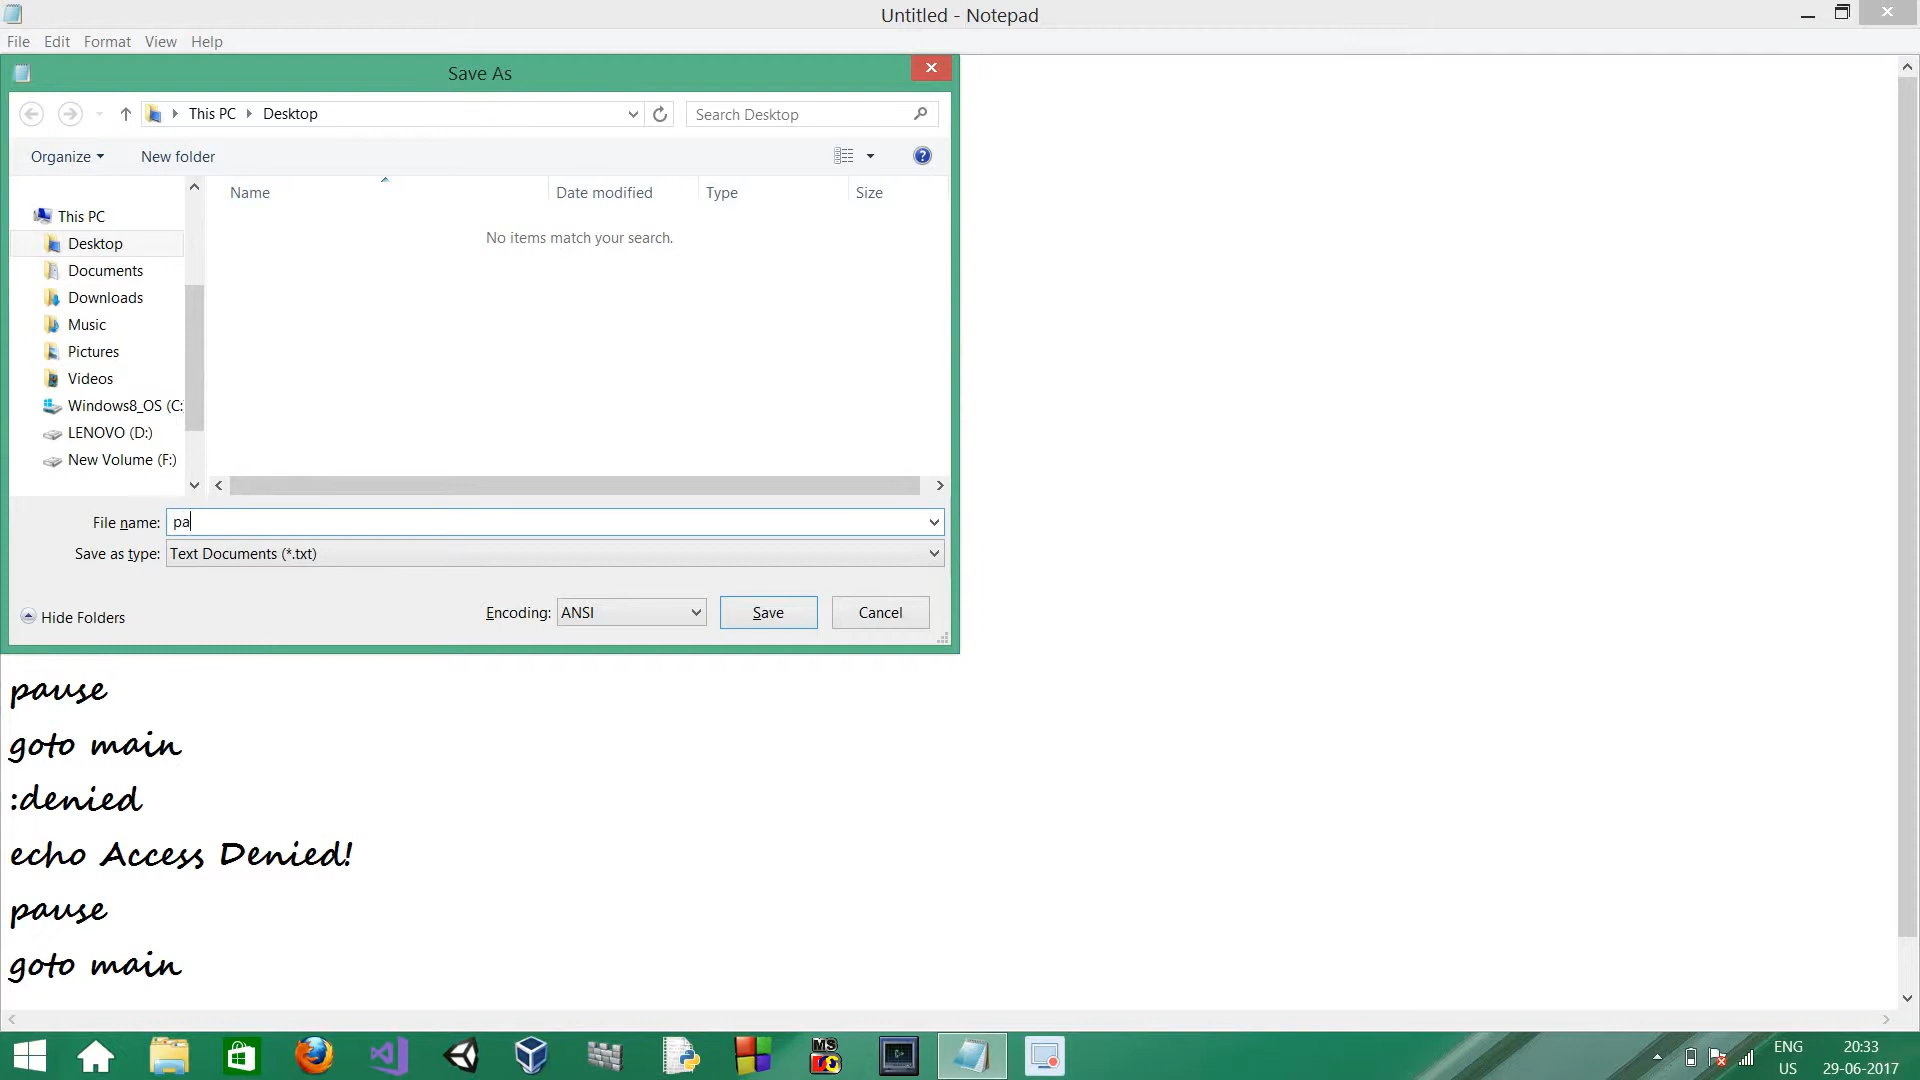 Untitled - Notepad
File Edit Format View Help
Save As
This PC Desktop
Search Desktop
Organize New folder
Name Date modified Type Size
No items match your search.
This PC
Desktop
Documents
Downloads
Music
Pictures
Videos
Windows8_OS (C:
LENOVO (D:)
New Volume (F:)
File name: pa
Save as type: Text Documents (*.txt)
Hide Folders
Encoding: ANSI Save Cancel
pause
goto main
:denied
echo Access Denied!
pause
goto main
MS
ENG
US
20:33
29-06-2017